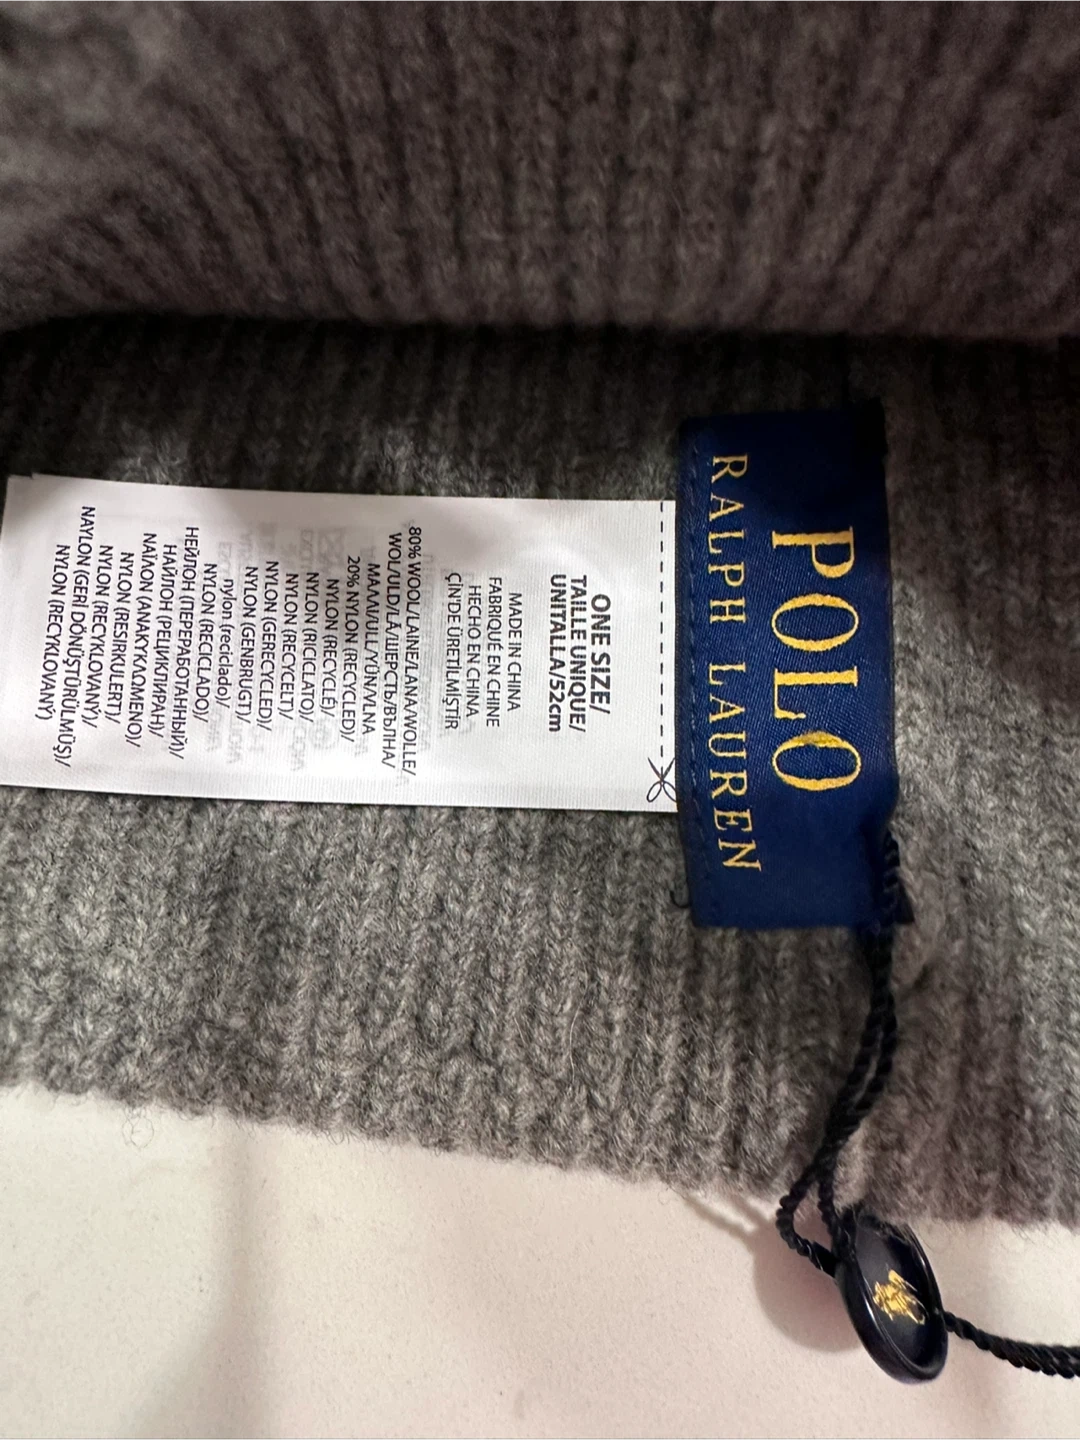 POLO
RALPH LAUREN
ONE SIZE/
TAILLE UNIQUE/
UNITALLA/52cm
MADE IN CHINA
FABRIQUÉ EN CHINE
HECHO EN CHINA
ÇİN'DE ÜRETİLMİŞTİR
80% WOOL/LAINE/LANA/WOLLE/
WOL/ULD/LÃ/ШЕРСТЬ/ВЪЛНА/
ΜΑΛΛΙ/ULL/YÜN/VLNA
20% NYLON (RECYCLED)/
NYLON (RECYCLÉ)/
NYLON (RICICLATO)/
NYLON (RECYCELT)/
NYLON (GERECYCLED)/
NYLON (GENBRUGT)/
nylon (reciclado)/
NYLON (RECICLADO)/
НЕЙЛОН (ПЕРЕРАБОТАННЫЙ)/
НАЙЛОН (РЕЦИКЛИРАН)/
ΝΑΪΛΟΝ (ΑΝΑΚΥΚΛΩΜΕΝΟ)/
NYLON (RESIRKULERT)/
NYLON (RECYKLOVANÝ)/
NAYLON (GERİ DÖNÜŞTÜRÜLMÜŞ)/
NYLON (RECYKLOVANÝ)